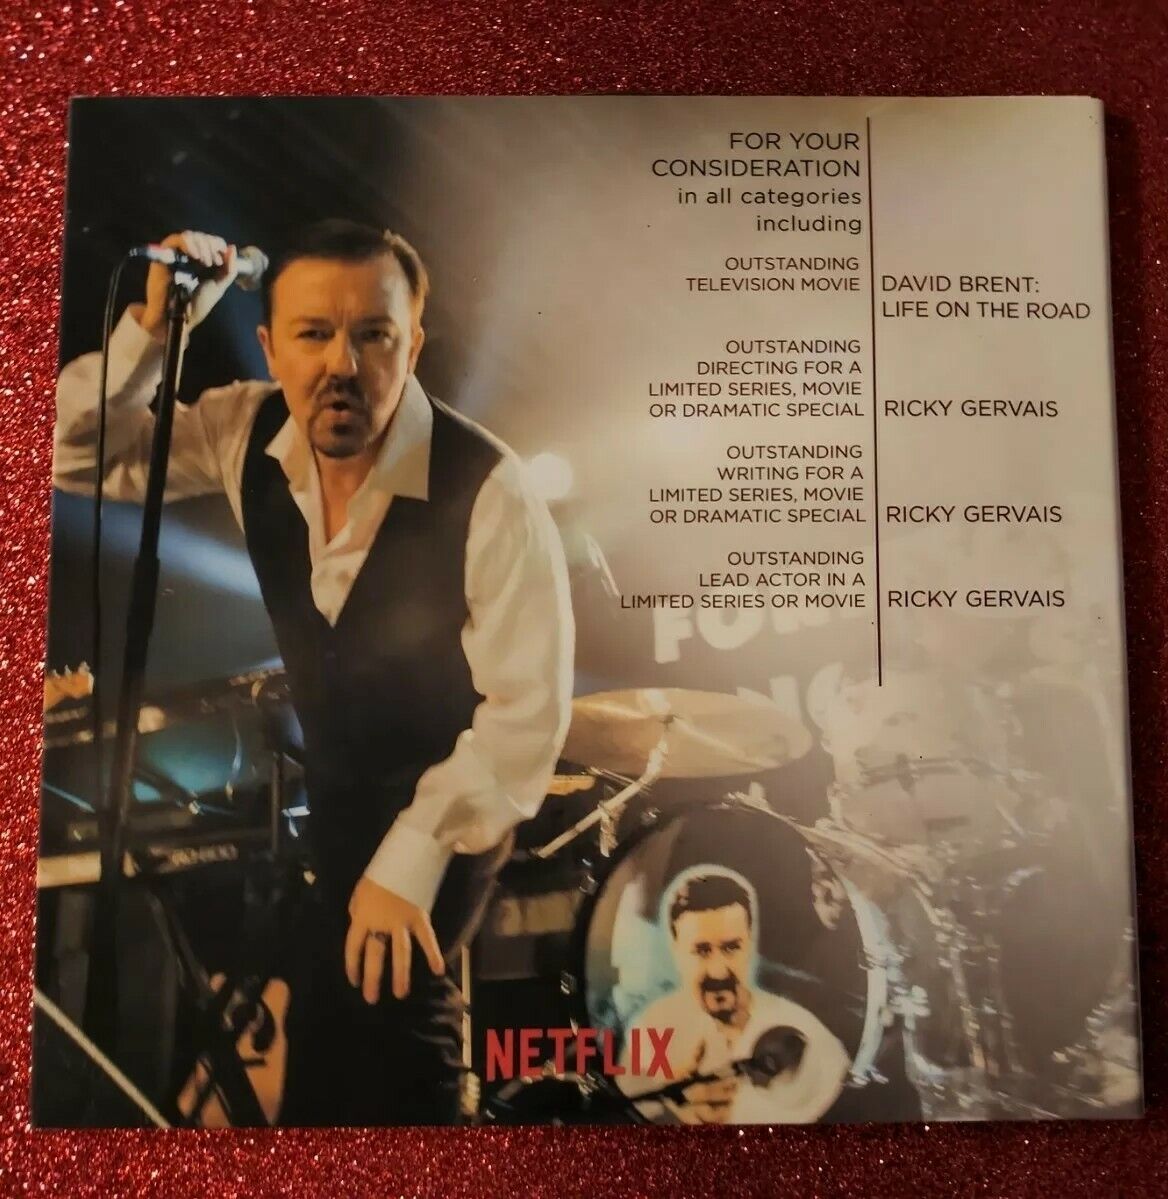 FOR YOUR
CONSIDERATION
in all categories
including
OUTSTANDING
TELEVISION MOVIE
DAVID BRENT:
LIFE ON THE ROAD
OUTSTANDING
DIRECTING FOR A
LIMITED SERIES, MOVIE
OR DRAMATIC SPECIAL
RICKY GERVAIS
OUTSTANDING
WRITING FOR A
LIMITED SERIES, MOVIE
OR DRAMATIC SPECIAL
RICKY GERVAIS
OUTSTANDING
LEAD ACTOR IN A
LIMITED SERIES OR MOVIE
RICKY GERVAIS
NETFLIX